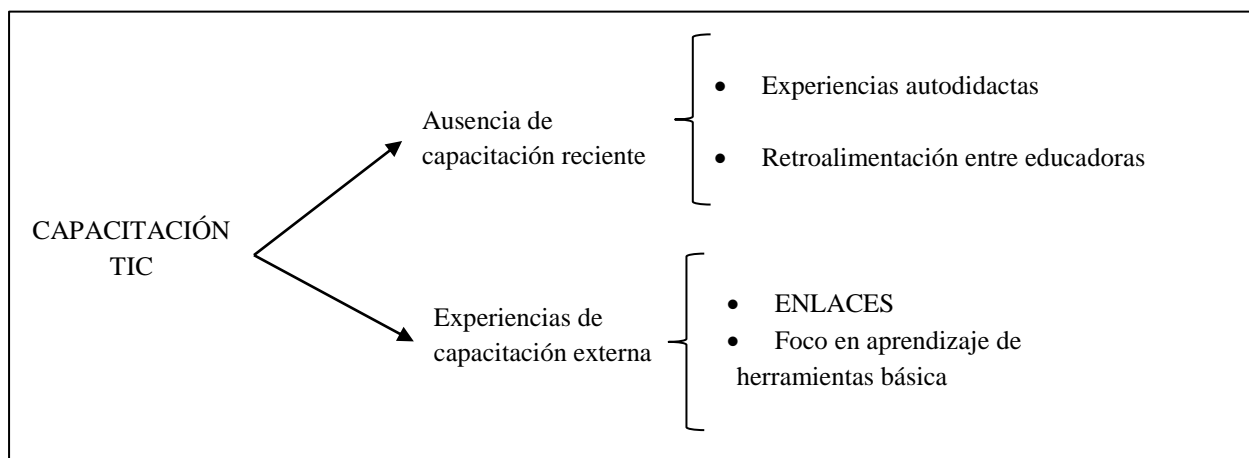 CAPACITACIÓN
TIC
Ausencia de
capacitación reciente
• Experiencias autodidactas
• Retroalimentación entre educadoras
Experiencias de
capacitación externa
• ENLACES
• Foco en aprendizaje de
herramientas básica